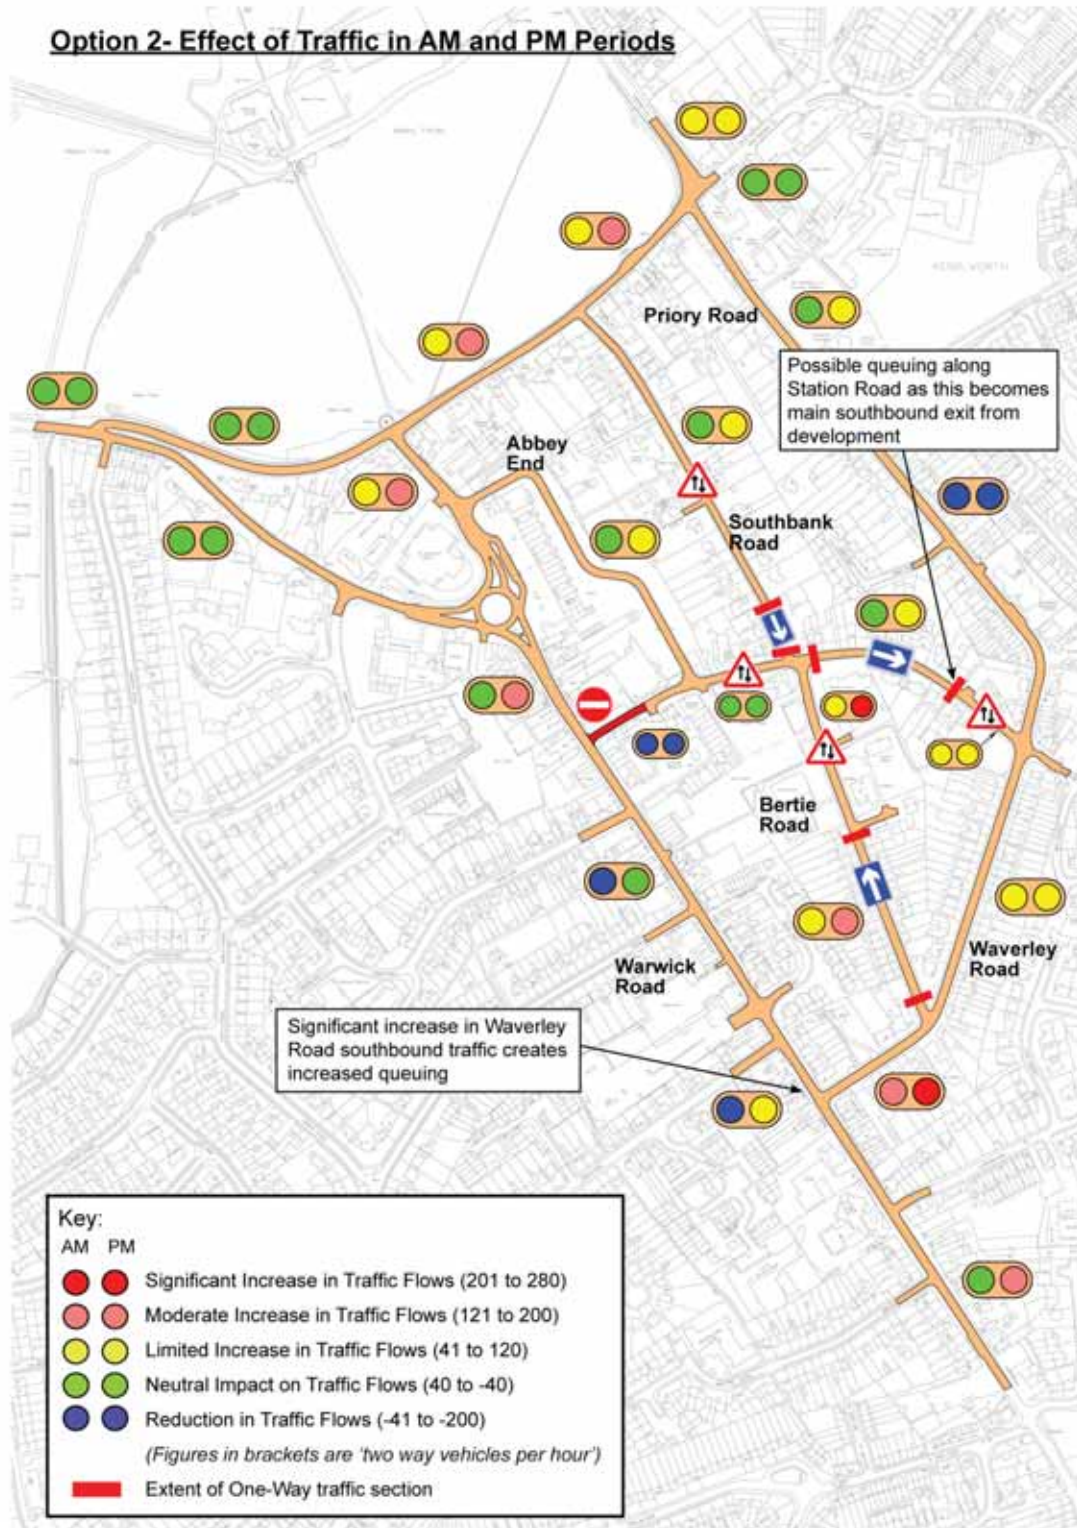 Option 2- Effect of Traffic in AM and PM Periods
KENILWORTH
Priory Road
Possible queuing along
Station Road as this becomes
main southbound exit from
development
Abbey
End
Southbank
Road
Bertie
Road
Waverley
Road
Warwick
Road
Significant increase in Waverley
Road southbound traffic creates
increased queuing
Key:
AM PM
Significant Increase in Traffic Flows (201 to 280)
Moderate Increase in Traffic Flows (121 to 200)
Limited Increase in Traffic Flows (41 to 120)
Neutral Impact on Traffic Flows (40 to -40)
Reduction in Traffic Flows (-41 to -200)
(Figures in brackets are 'two way vehicles per hour')
Extent of One-Way traffic section